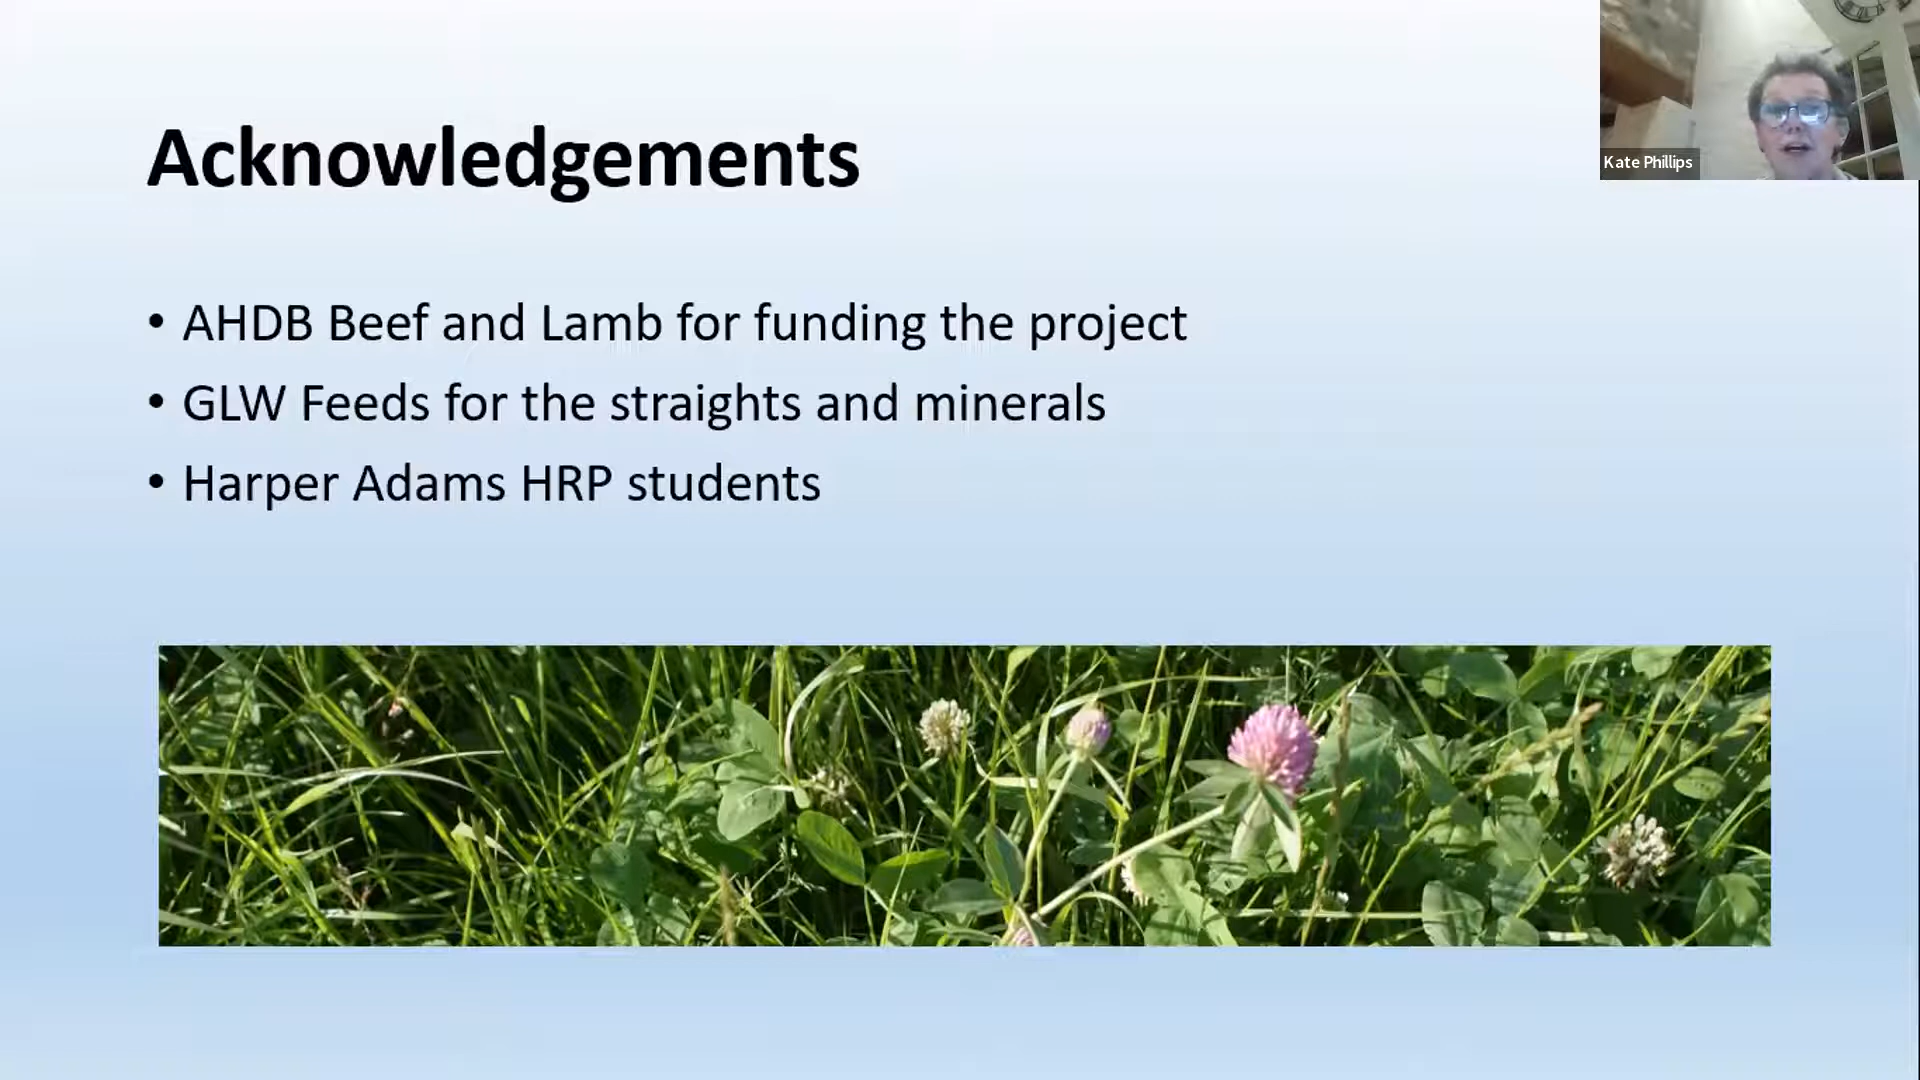 Kate Phillips
Acknowledgements
• AHDB Beef and Lamb for funding the project
• GLW Feeds for the straights and minerals
• Harper Adams HRP students